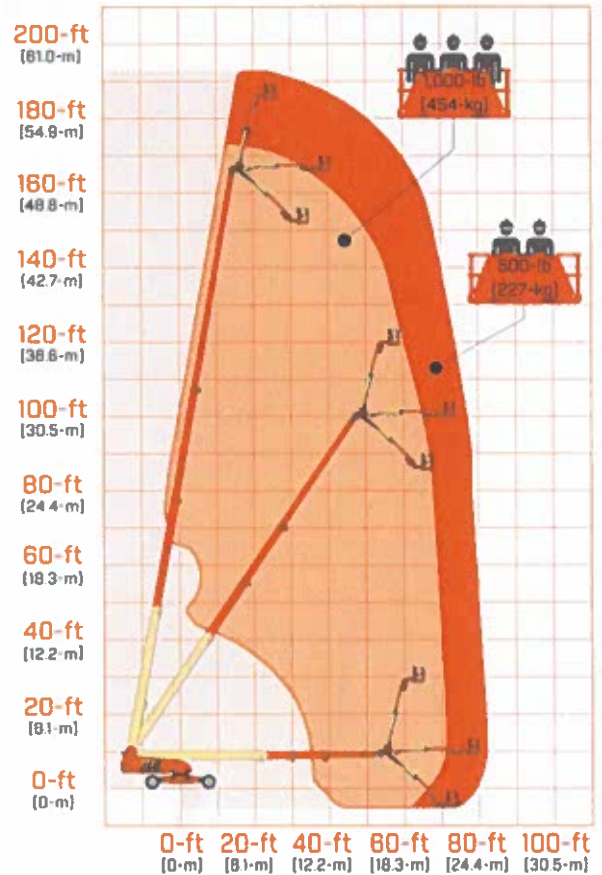 200-ft
(61.0-m)
180-ft
(54.9-m)
160-ft
(48.8-m)
140-ft
(42.7-m)
120-ft
(36.6-m)
100-ft
(30.5-m)
80-ft
(24.4-m)
60-ft
(18.3-m)
40-ft
(12.2-m)
20-ft
(8.1-m)
0-ft
(0-m)
1,000-lb
(454-kg)
500-lb
(227-kg)
0-ft 20-ft 40-ft 60-ft 80-ft 100-ft
(0-m) (8.1-m) (12.2-m) (18.3-m) (24.4-m) (30.5-m)